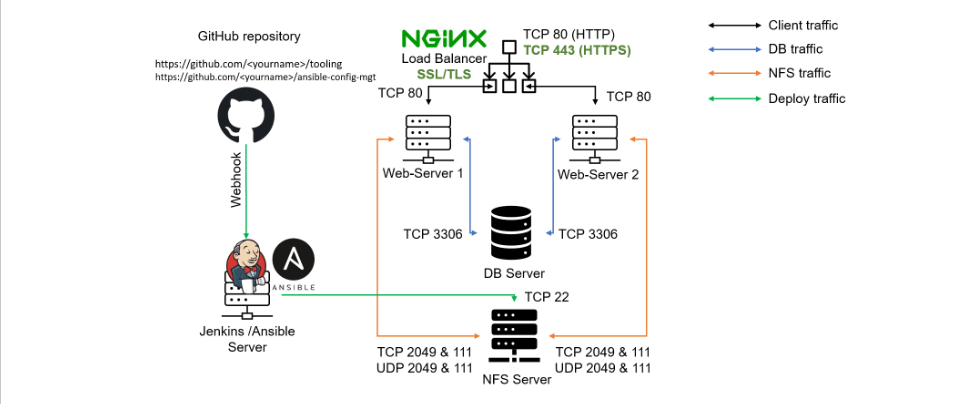 GitHub repository
https://github.com/<yourname>/tooling
https://github.com/<yourname>/ansible-config-mgt
Webhook
ANSIBLE
Jenkins /Ansible
Server
NGINX
Load Balancer
SSL/TLS
TCP 80 (HTTP)
TCP 443 (HTTPS)
TCP 80
TCP 80
Web-Server 1
Web-Server 2
TCP 3306
TCP 3306
DB Server
TCP 22
TCP 2049 & 111
UDP 2049 & 111
TCP 2049 & 111
UDP 2049 & 111
NFS Server
Client traffic
DB traffic
NFS traffic
Deploy traffic